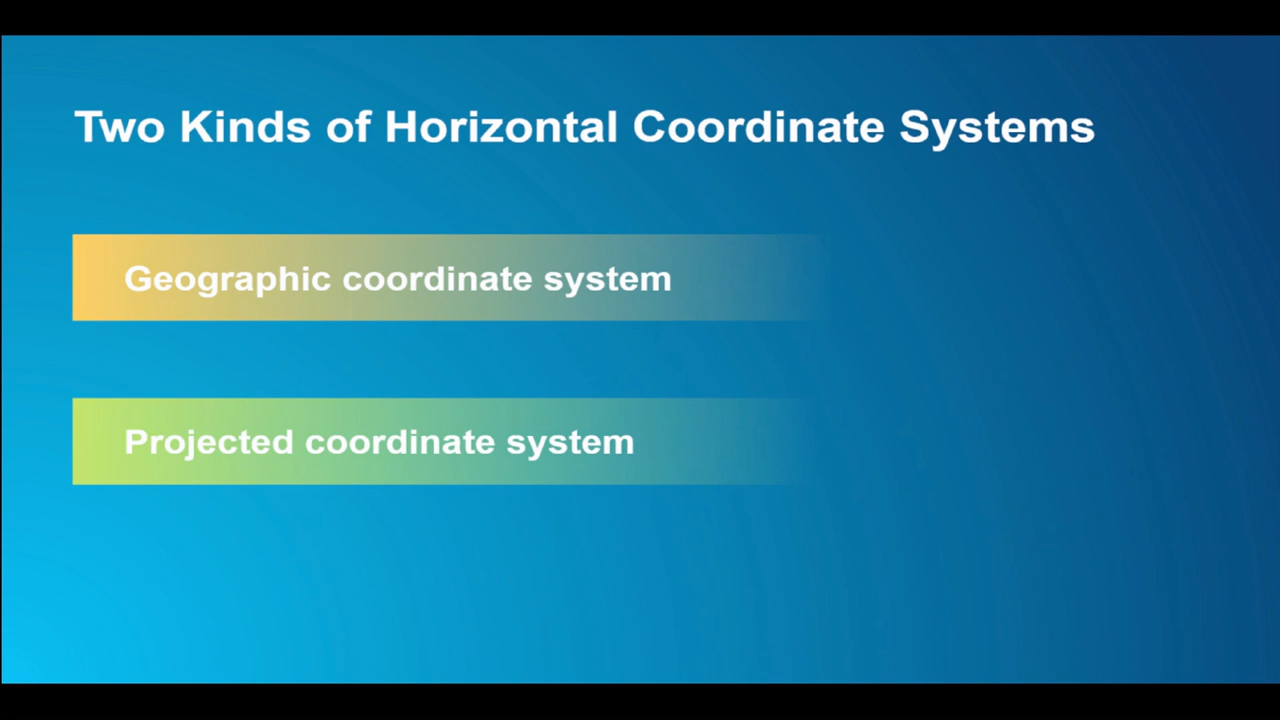 Two Kinds of Horizontal Coordinate Systems
Geographic coordinate system
Projected coordinate system